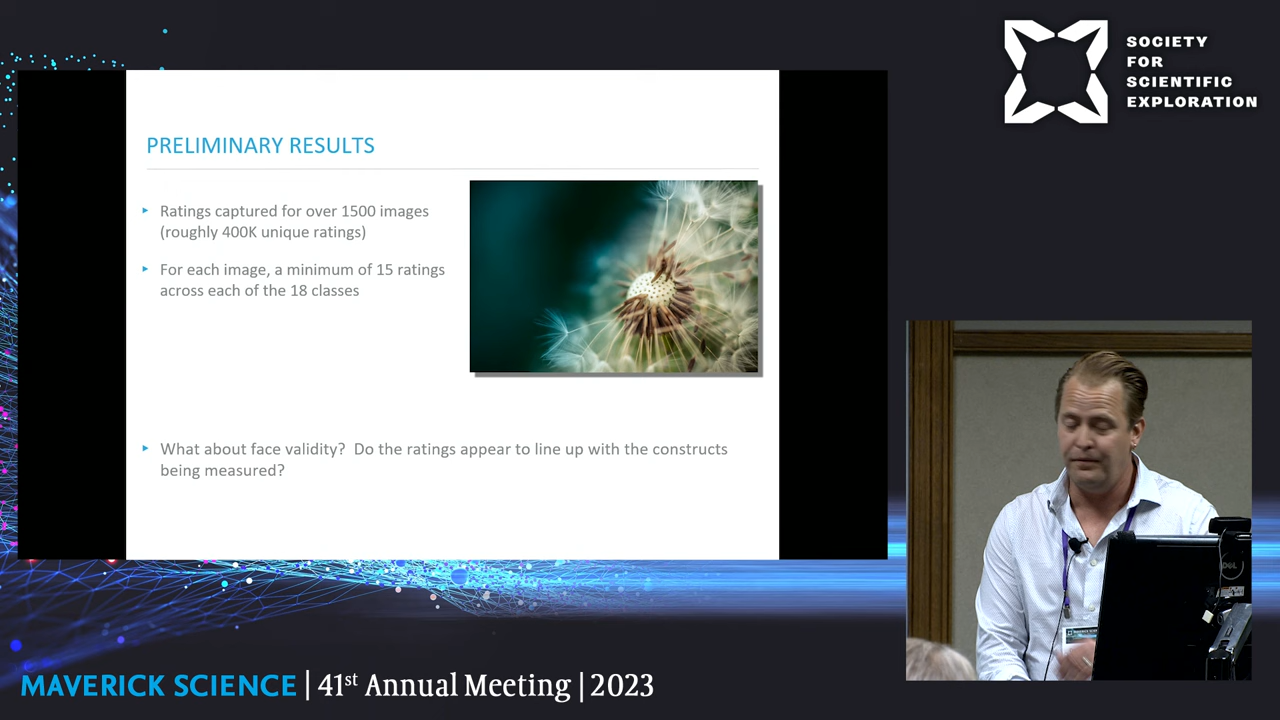 SOCIETY
FOR
SCIENTIFIC
EXPLORATION
PRELIMINARY RESULTS
Ratings captured for over 1500 images
(roughly 400K unique ratings)
For each image, a minimum of 15 ratings
across each of the 18 classes
What about face validity? Do the ratings appear to line up with the constructs
being measured?
DELL
MAVERICK SCIENCE | 41st Annual Meeting | 2023